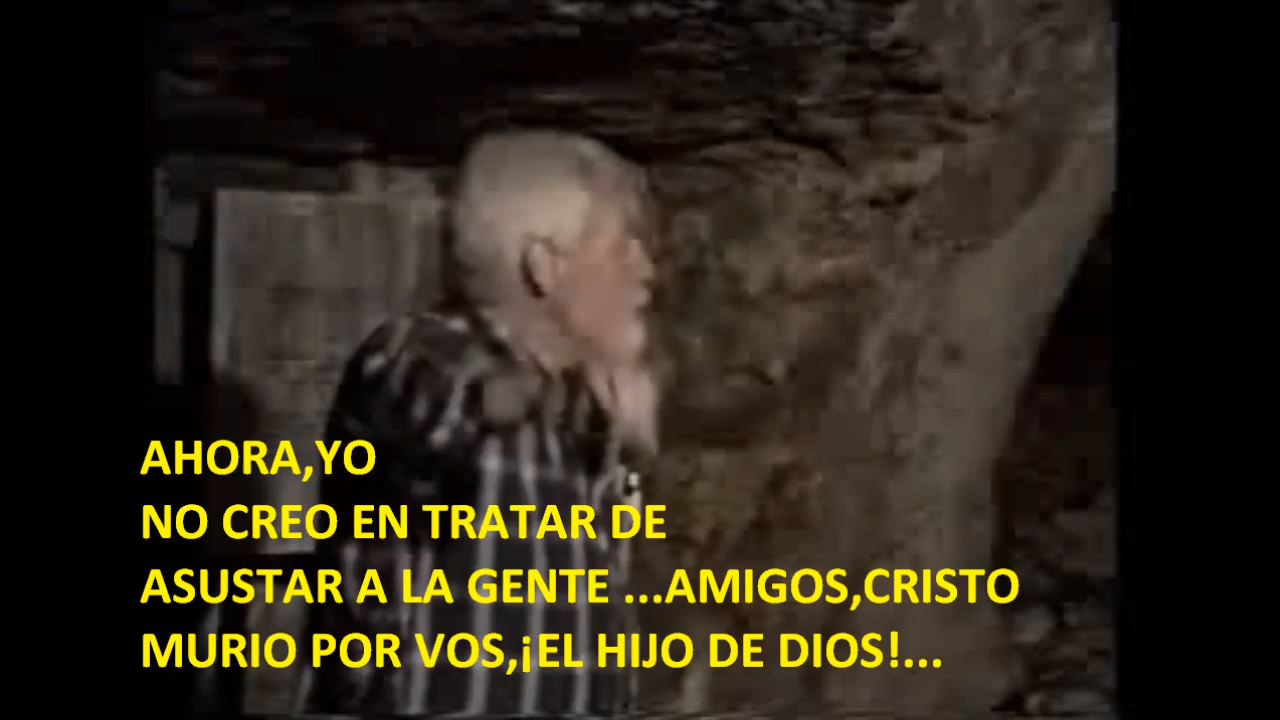 AHORA,YO
NO CREO EN TRATAR DE
ASUSTAR A LA GENTE ...AMIGOS,CRISTO
MURIO POR VOS,¡EL HIJO DE DIOS!...